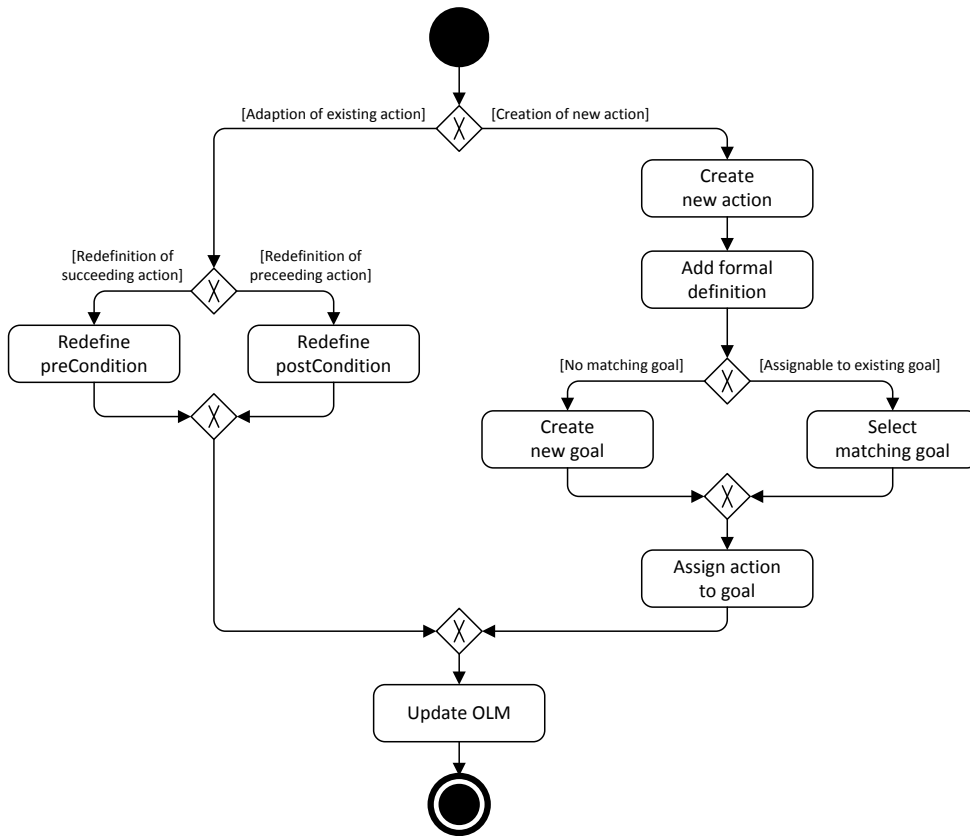 [Adaption of existing action]
[Creation of new action]
Create
new action
[Redefinition of
succeeding action]
[Redefinition of
preceeding action]
Add formal
definition
Redefine
preCondition
Redefine
postCondition
[No matching goal]
[Assignable to existing goal]
Create
new goal
Select
matching goal
Assign action
to goal
Update OLM